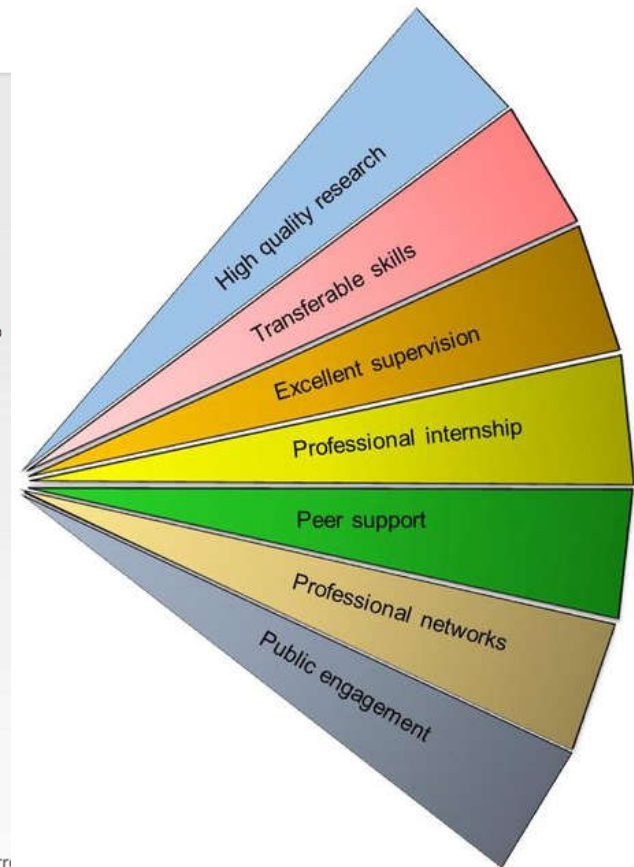 High quality research
Transferable skills
Excellent supervision
Professional internship
Peer support
Professional networks
Public engagement